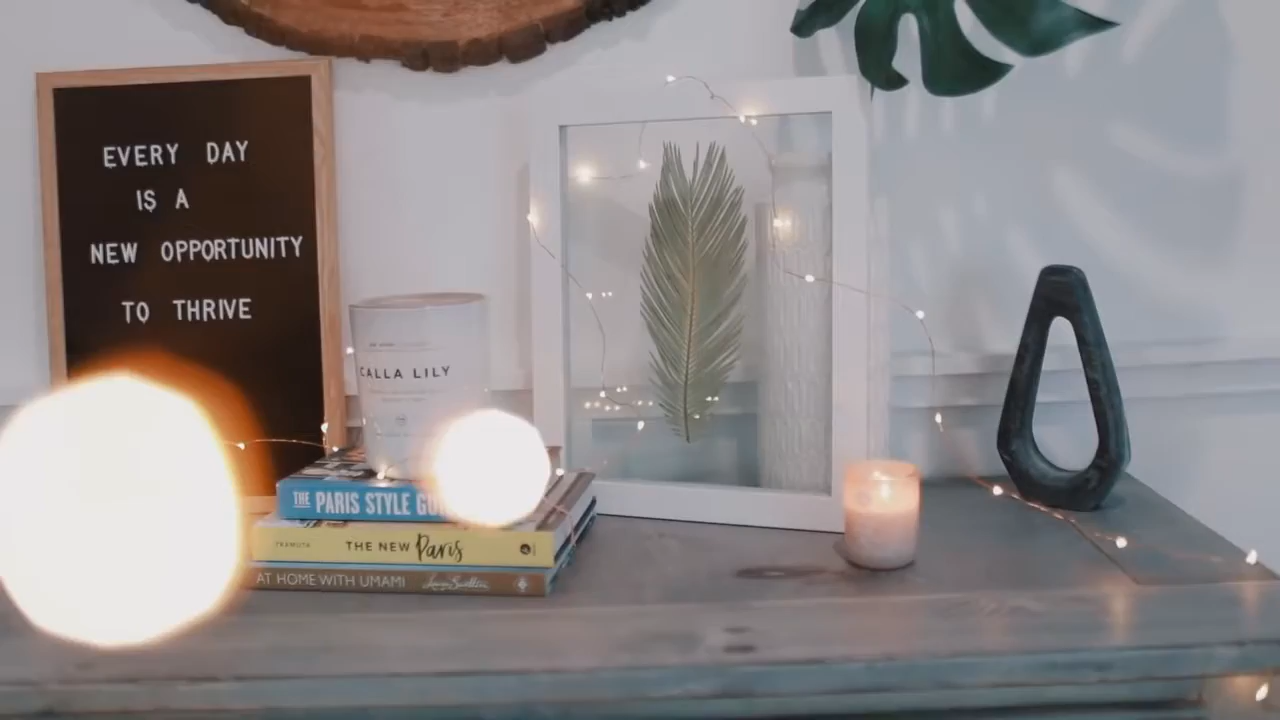 EVERY DAY
IS A
NEW OPPORTUNITY
TO THRIVE
CALLA LILY
THE PARIS STYLE
THE NEW Paris
AT HOME WITH UMAMI